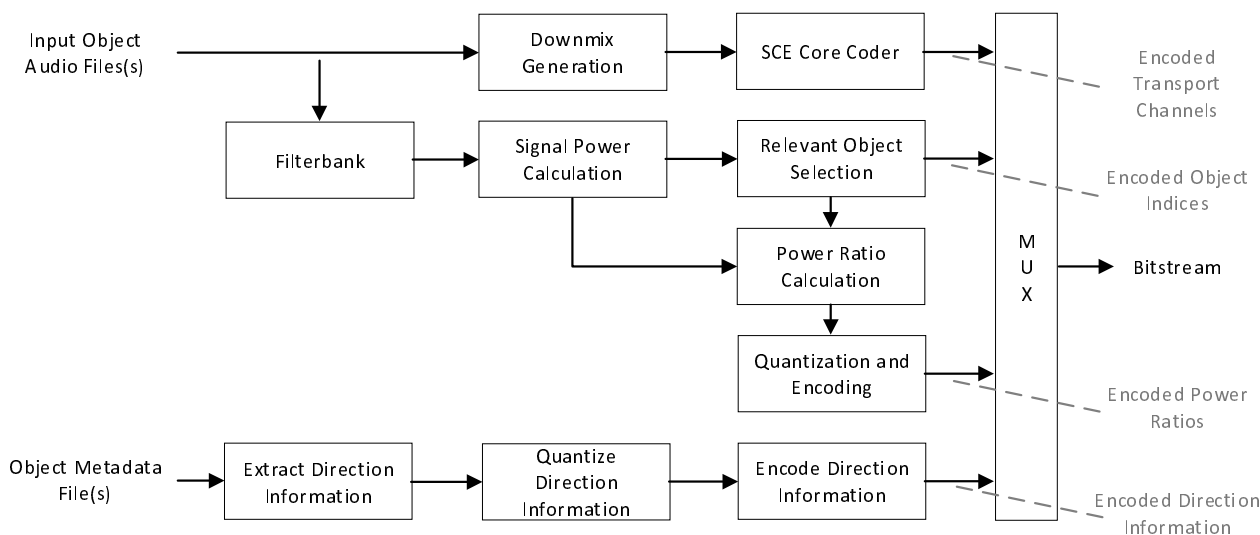 Input Object
Audio Files(s)
Downmix
Generation
SCE Core Coder
Encoded
Transport
Channels
Filterbank
Signal Power
Calculation
Relevant Object
Selection
Encoded Object
Indices
Power Ratio
Calculation
M
U
X
Bitstream
Quantization and
Encoding
Encoded Power
Ratios
Object Metadata
File(s)
Extract Direction
Information
Quantize
Direction
Information
Encode Direction
Information
Encoded Direction
Information